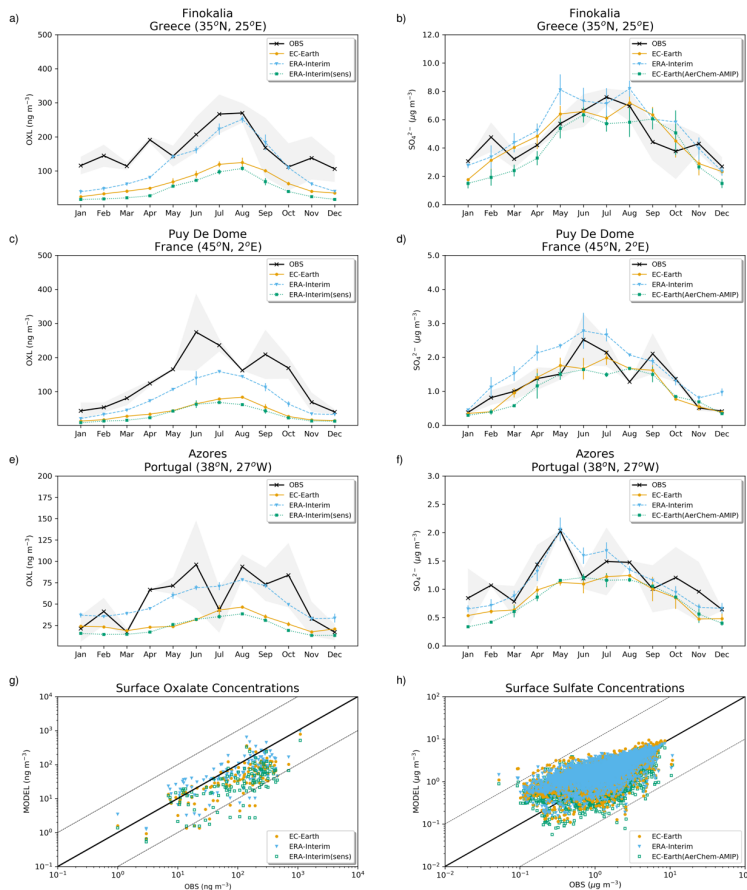 a) Finokalia
Greece (35°N, 25°E)
500
400
300
200
100
0
OXL (ng m⁻³)
OBS
EC-Earth
ERA-Interim
ERA-Interim(sens)
Jan Feb Mar Apr May Jun Jul Aug Sep Oct Nov Dec
b) Finokalia
Greece (35°N, 25°E)
12.0
10.0
8.0
6.0
4.0
2.0
0.0
SO₄²⁻ (μg m⁻³)
OBS
EC-Earth
ERA-Interim
EC-Earth(AerChem-AMIP)
Jan Feb Mar Apr May Jun Jul Aug Sep Oct Nov Dec
c) Puy De Dome
France (45°N, 2°E)
500
400
300
200
100
0
OXL (ng m⁻³)
OBS
EC-Earth
ERA-Interim
ERA-Interim(sens)
Jan Feb Mar Apr May Jun Jul Aug Sep Oct Nov Dec
d) Puy De Dome
France (45°N, 2°E)
5.0
4.0
3.0
2.0
1.0
0.0
SO₄²⁻ (μg m⁻³)
OBS
EC-Earth
ERA-Interim
EC-Earth(AerChem-AMIP)
Jan Feb Mar Apr May Jun Jul Aug Sep Oct Nov Dec
e) Azores
Portugal (38°N, 27°W)
200
175
150
125
100
75
50
25
OXL (ng m⁻³)
OBS
EC-Earth
ERA-Interim
ERA-Interim(sens)
Jan Feb Mar Apr May Jun Jul Aug Sep Oct Nov Dec
f) Azores
Portugal (38°N, 27°W)
3.0
2.5
2.0
1.5
1.0
0.5
0.0
SO₄²⁻ (μg m⁻³)
OBS
EC-Earth
ERA-Interim
EC-Earth(AerChem-AMIP)
Jan Feb Mar Apr May Jun Jul Aug Sep Oct Nov Dec
g) Surface Oxalate Concentrations
10⁴
10³
10²
10¹
10⁰
10⁻¹
MODEL (ng m⁻³)
EC-Earth
ERA-Interim
ERA-Interim(sens)
10⁻¹ 10⁰ 10¹ 10² 10³ 10⁴
OBS (ng m⁻³)
h) Surface Sulfate Concentrations
10²
10¹
10⁰
10⁻¹
10⁻²
MODEL (μg m⁻³)
EC-Earth
ERA-Interim
EC-Earth(AerChem-AMIP)
10⁻² 10⁻¹ 10⁰ 10¹
OBS (μg m⁻³)